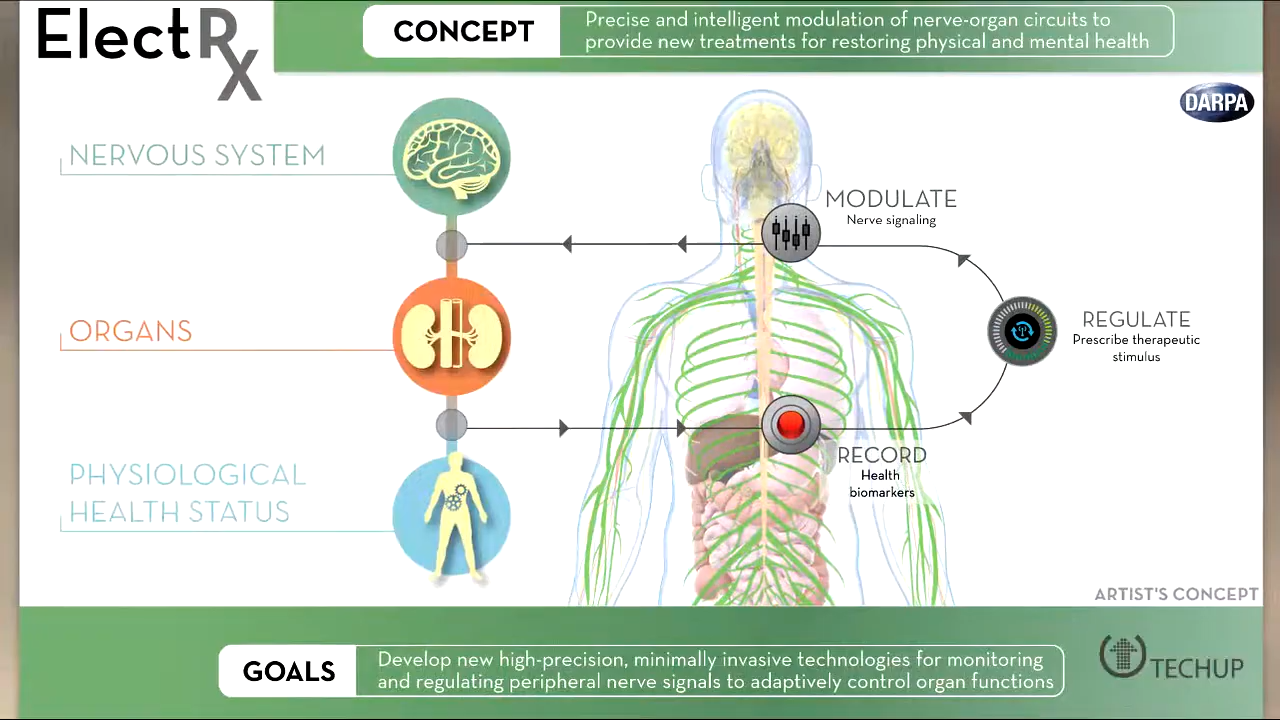 ElectRx
CONCEPT
Precise and intelligent modulation of nerve-organ circuits to
provide new treatments for restoring physical and mental health
DARPA
NERVOUS SYSTEM
MODULATE
Nerve signaling
ORGANS
REGULATE
Prescribe therapeutic
stimulus
PHYSIOLOGICAL
HEALTH STATUS
RECORD
Health
biomarkers
ARTIST'S CONCEPT
GOALS
Develop new high-precision, minimally invasive technologies for monitoring
and regulating peripheral nerve signals to adaptively control organ functions
TECHUP